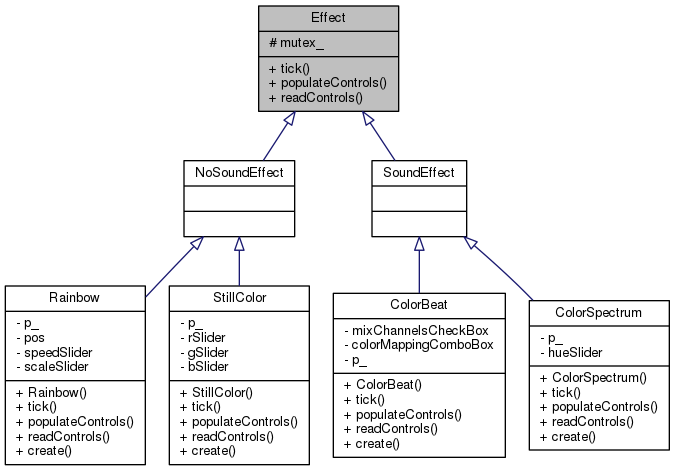 Effect
# mutex_
+ tick()
+ populateControls()
+ readControls()
NoSoundEffect
SoundEffect
Rainbow
- p_
- pos
- speedSlider
- scaleSlider
+ Rainbow()
+ tick()
+ populateControls()
+ readControls()
+ create()
StillColor
- p_
- rSlider
- gSlider
- bSlider
+ StillColor()
+ tick()
+ populateControls()
+ readControls()
+ create()
ColorBeat
- mixChannelsCheckBox
- colorMappingComboBox
- p_
+ ColorBeat()
+ tick()
+ populateControls()
+ readControls()
+ create()
ColorSpectrum
- p_
- hueSlider
+ ColorSpectrum()
+ tick()
+ populateControls()
+ readControls()
+ create()